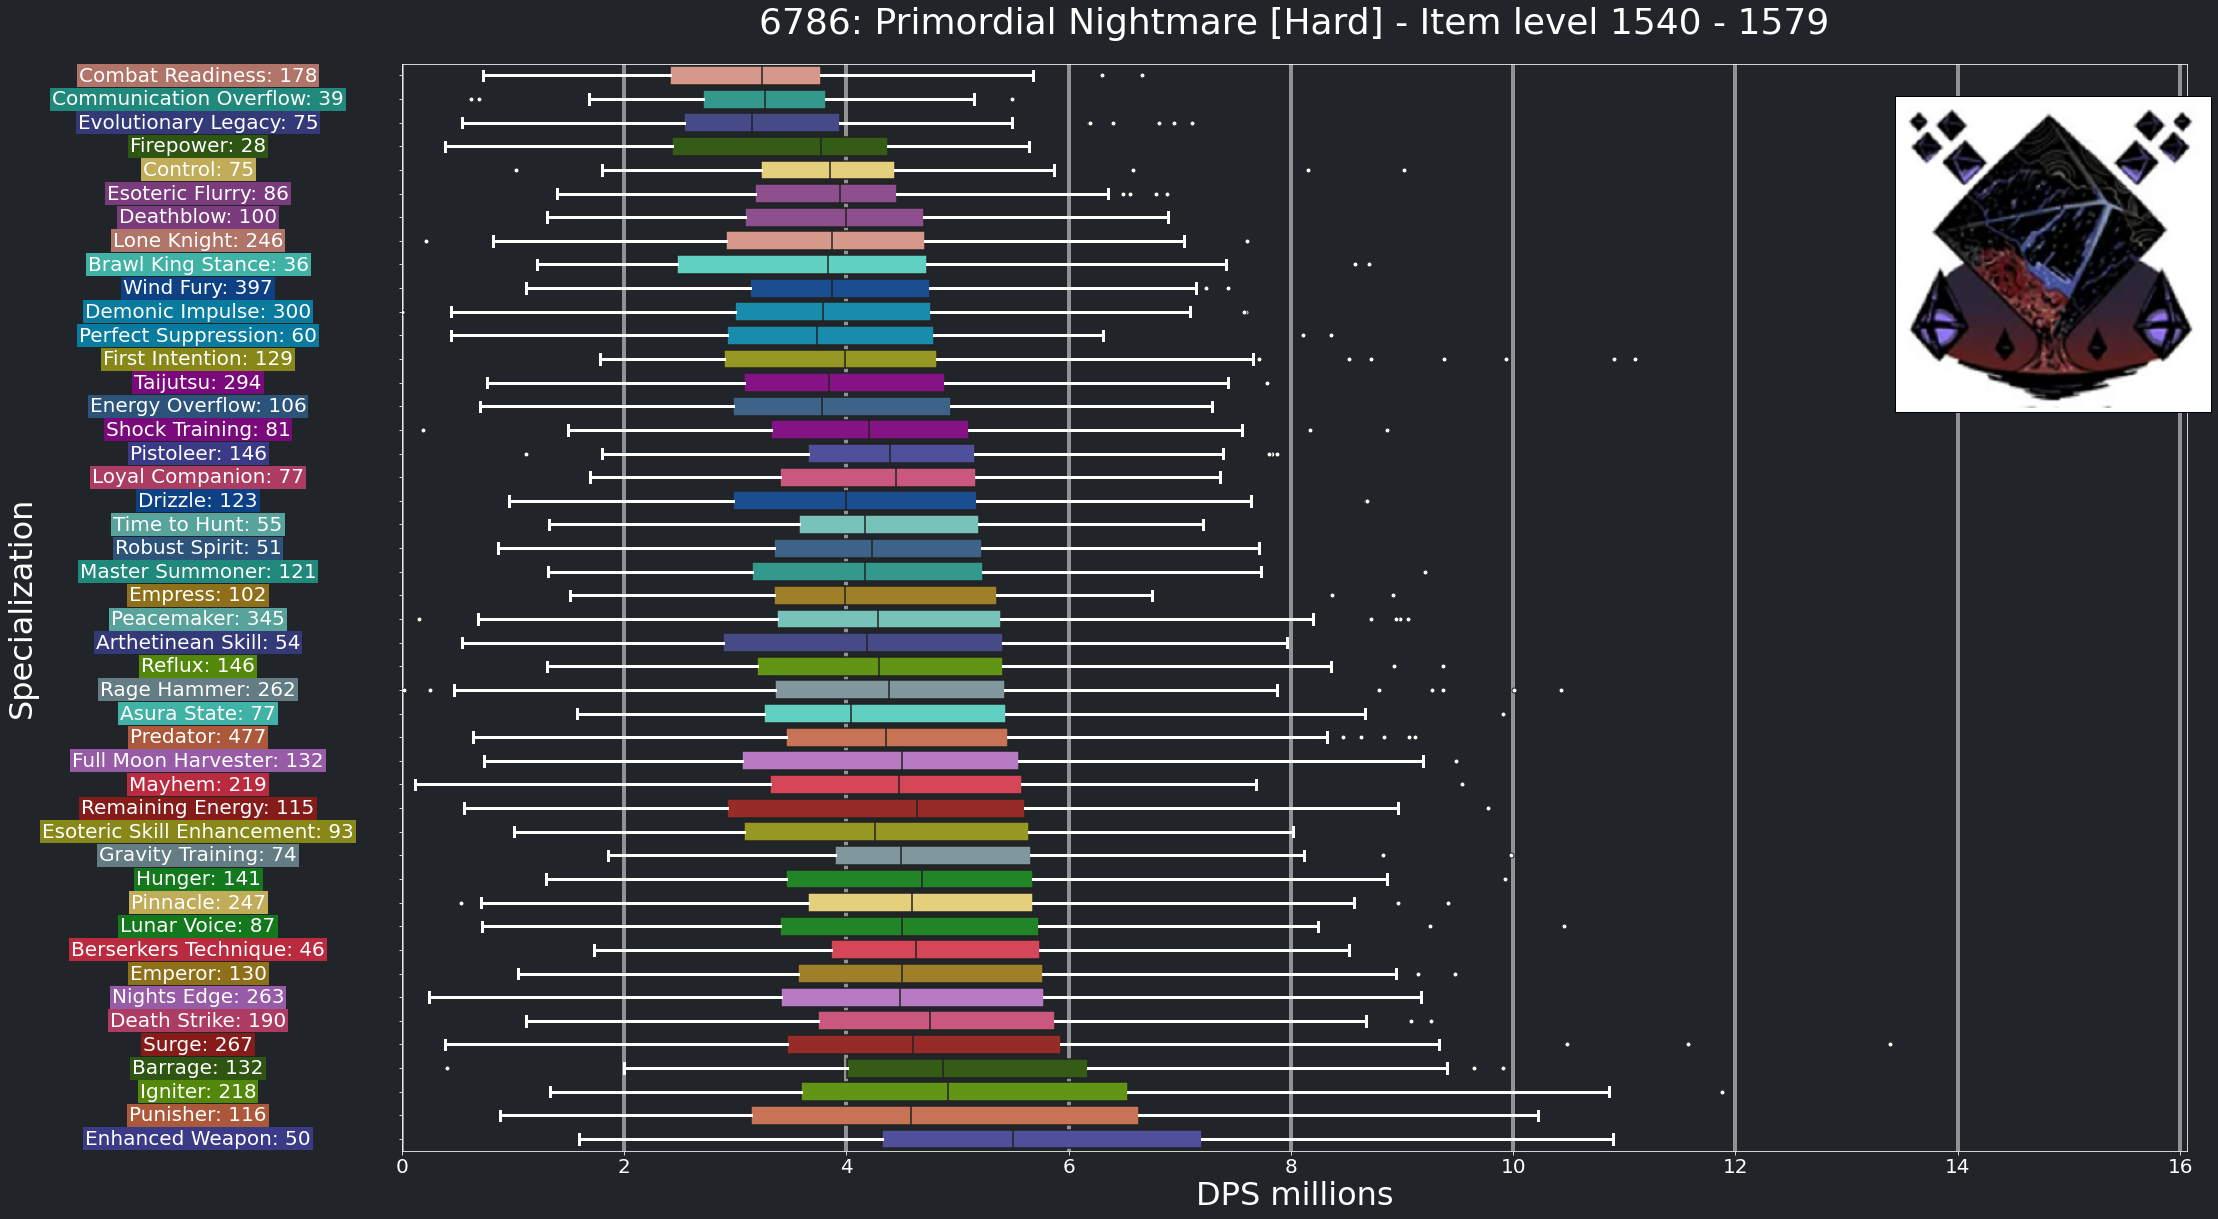 6786: Primordial Nightmare [Hard] - Item level 1540 - 1579
Combat Readiness: 178
Communication Overflow: 39
Evolutionary Legacy: 75
Firepower: 28
Control: 75
Esoteric Flurry: 86
Deathblow: 100
Lone Knight: 246
Brawl King Stance: 36
Wind Fury: 397
Demonic Impulse: 300
Perfect Suppression: 60
First Intention: 129
Taijutsu: 294
Energy Overflow: 106
Shock Training: 81
Pistoleer: 146
Loyal Companion: 77
Drizzle: 123
Time to Hunt: 55
Robust Spirit: 51
Master Summoner: 121
Empress: 102
Peacemaker: 345
Arthetinean Skill: 54
Reflux: 146
Rage Hammer: 262
Asura State: 77
Predator: 477
Full Moon Harvester: 132
Mayhem: 219
Remaining Energy: 115
Esoteric Skill Enhancement: 93
Gravity Training: 74
Hunger: 141
Pinnacle: 247
Lunar Voice: 87
Berserkers Technique: 46
Emperor: 130
Nights Edge: 263
Death Strike: 190
Surge: 267
Barrage: 132
Igniter: 218
Punisher: 116
Enhanced Weapon: 50
Specialization
0 2 4 6 8 10 12 14 16
DPS millions